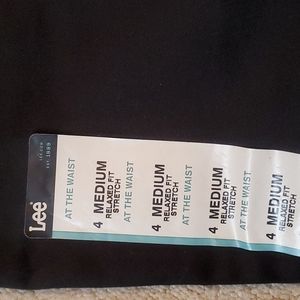 Lee
EST. 1889
AT THE WAIST
4 MEDIUM
RELAXED FIT
STRETCH
AT THE WAIST
4 MEDIUM
RELAXED FIT
STRETCH
AT THE WAIST
4 MEDIUM
RELAXED FIT
STRETCH
AT THE WAIST
4 MEDIUM
RELAXED FIT
STRETCH